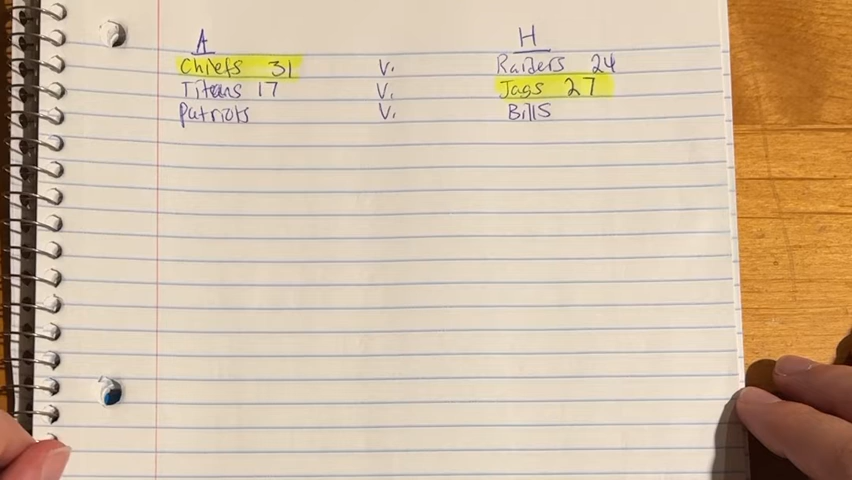 A H
Chiefs 31 V. Raiders 24
Titans 17 V. Jags 27
Patriots V. Bills